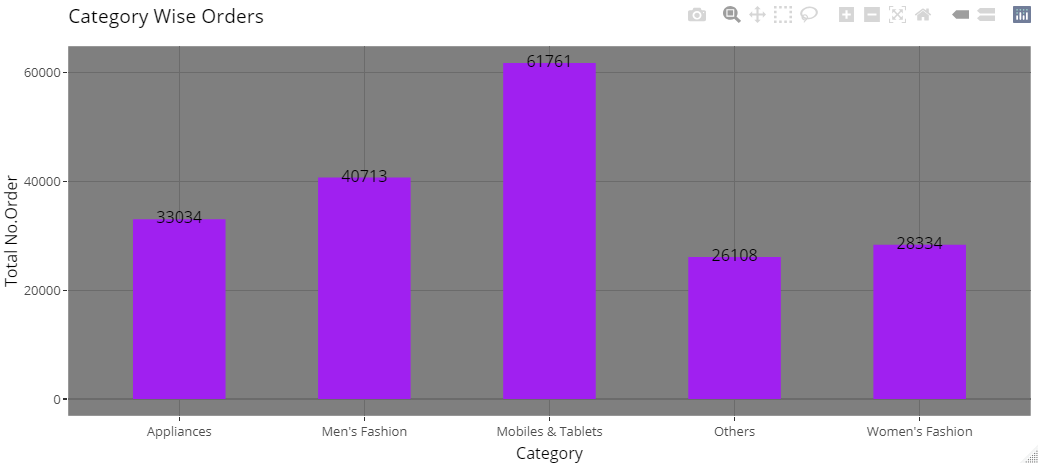 Category Wise Orders
Total No.Order
60000
40000
20000
0
33034
40713
61761
26108
28334
Appliances
Men's Fashion
Mobiles & Tablets
Others
Women's Fashion
Category